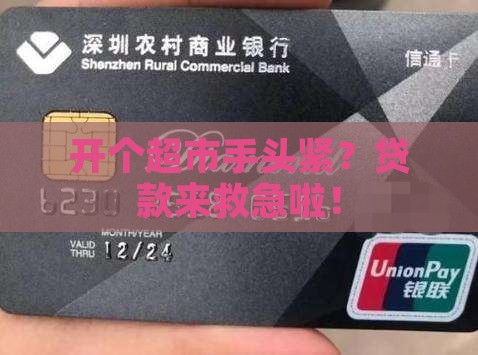 深圳农村商业银行
Shenzhen Rural Commercial Bank
信通卡
开个超市手头紧？贷
款来救急啦！
6230
MONTH/YEAR
VALID
THRU 12/24
UnionPay
银联